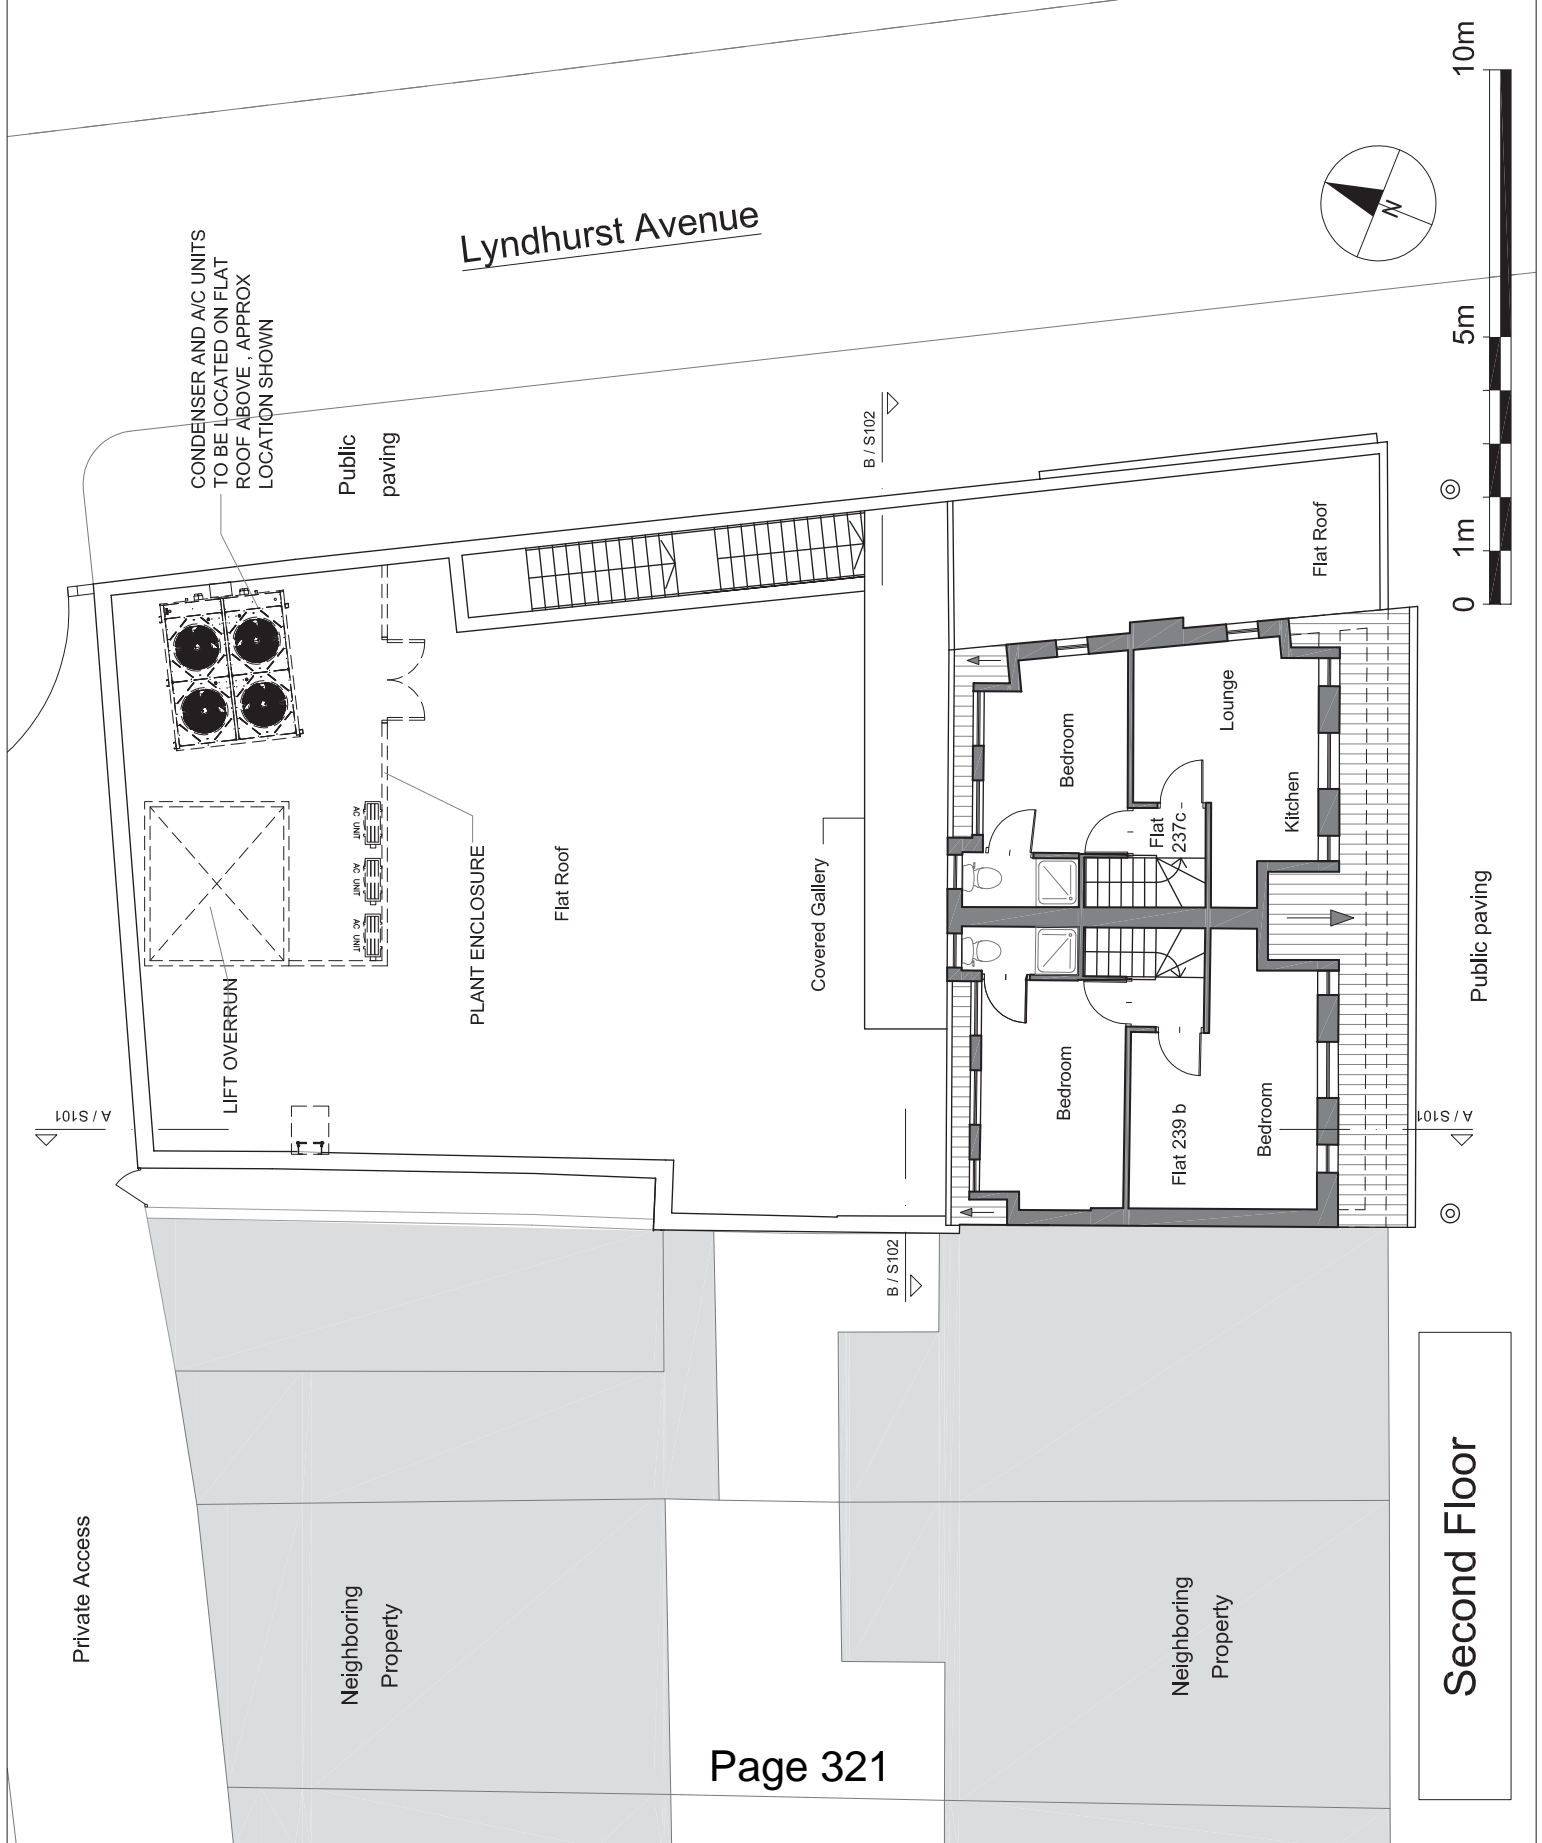 Private Access
Neighboring
Property
Neighboring
Property
Second Floor
A / S101
LIFT OVERRUN
PLANT ENCLOSURE
Flat Roof
AC UNIT
AC UNIT
AC UNIT
CONDENSER AND A/C UNITS
TO BE LOCATED ON FLAT
ROOF ABOVE , APPROX
LOCATION SHOWN
Public
paving
Lyndhurst Avenue
B / S102
B / S102
Covered Gallery
Bedroom
Flat 239 b
Bedroom
Bedroom
Flat
237c
Lounge
Kitchen
Flat Roof
A / S101
Public paving
0
1m
5m
10m
N
Page 321